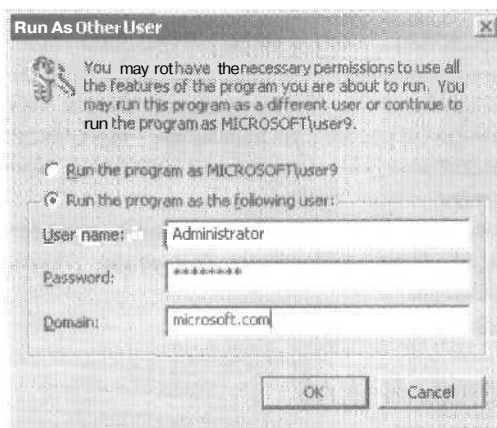 Run As Other User
You may rot have the necessary permissions to use all
the features of the program you are about to run. You
may run this program as a different user or continue to
run the program as MICROSOFT\user9.
Run the program as MICROSOFT\user9
Run the program as the following user:
User name: Administrator
Password: ********
Domain: microsoft.com
OK Cancel